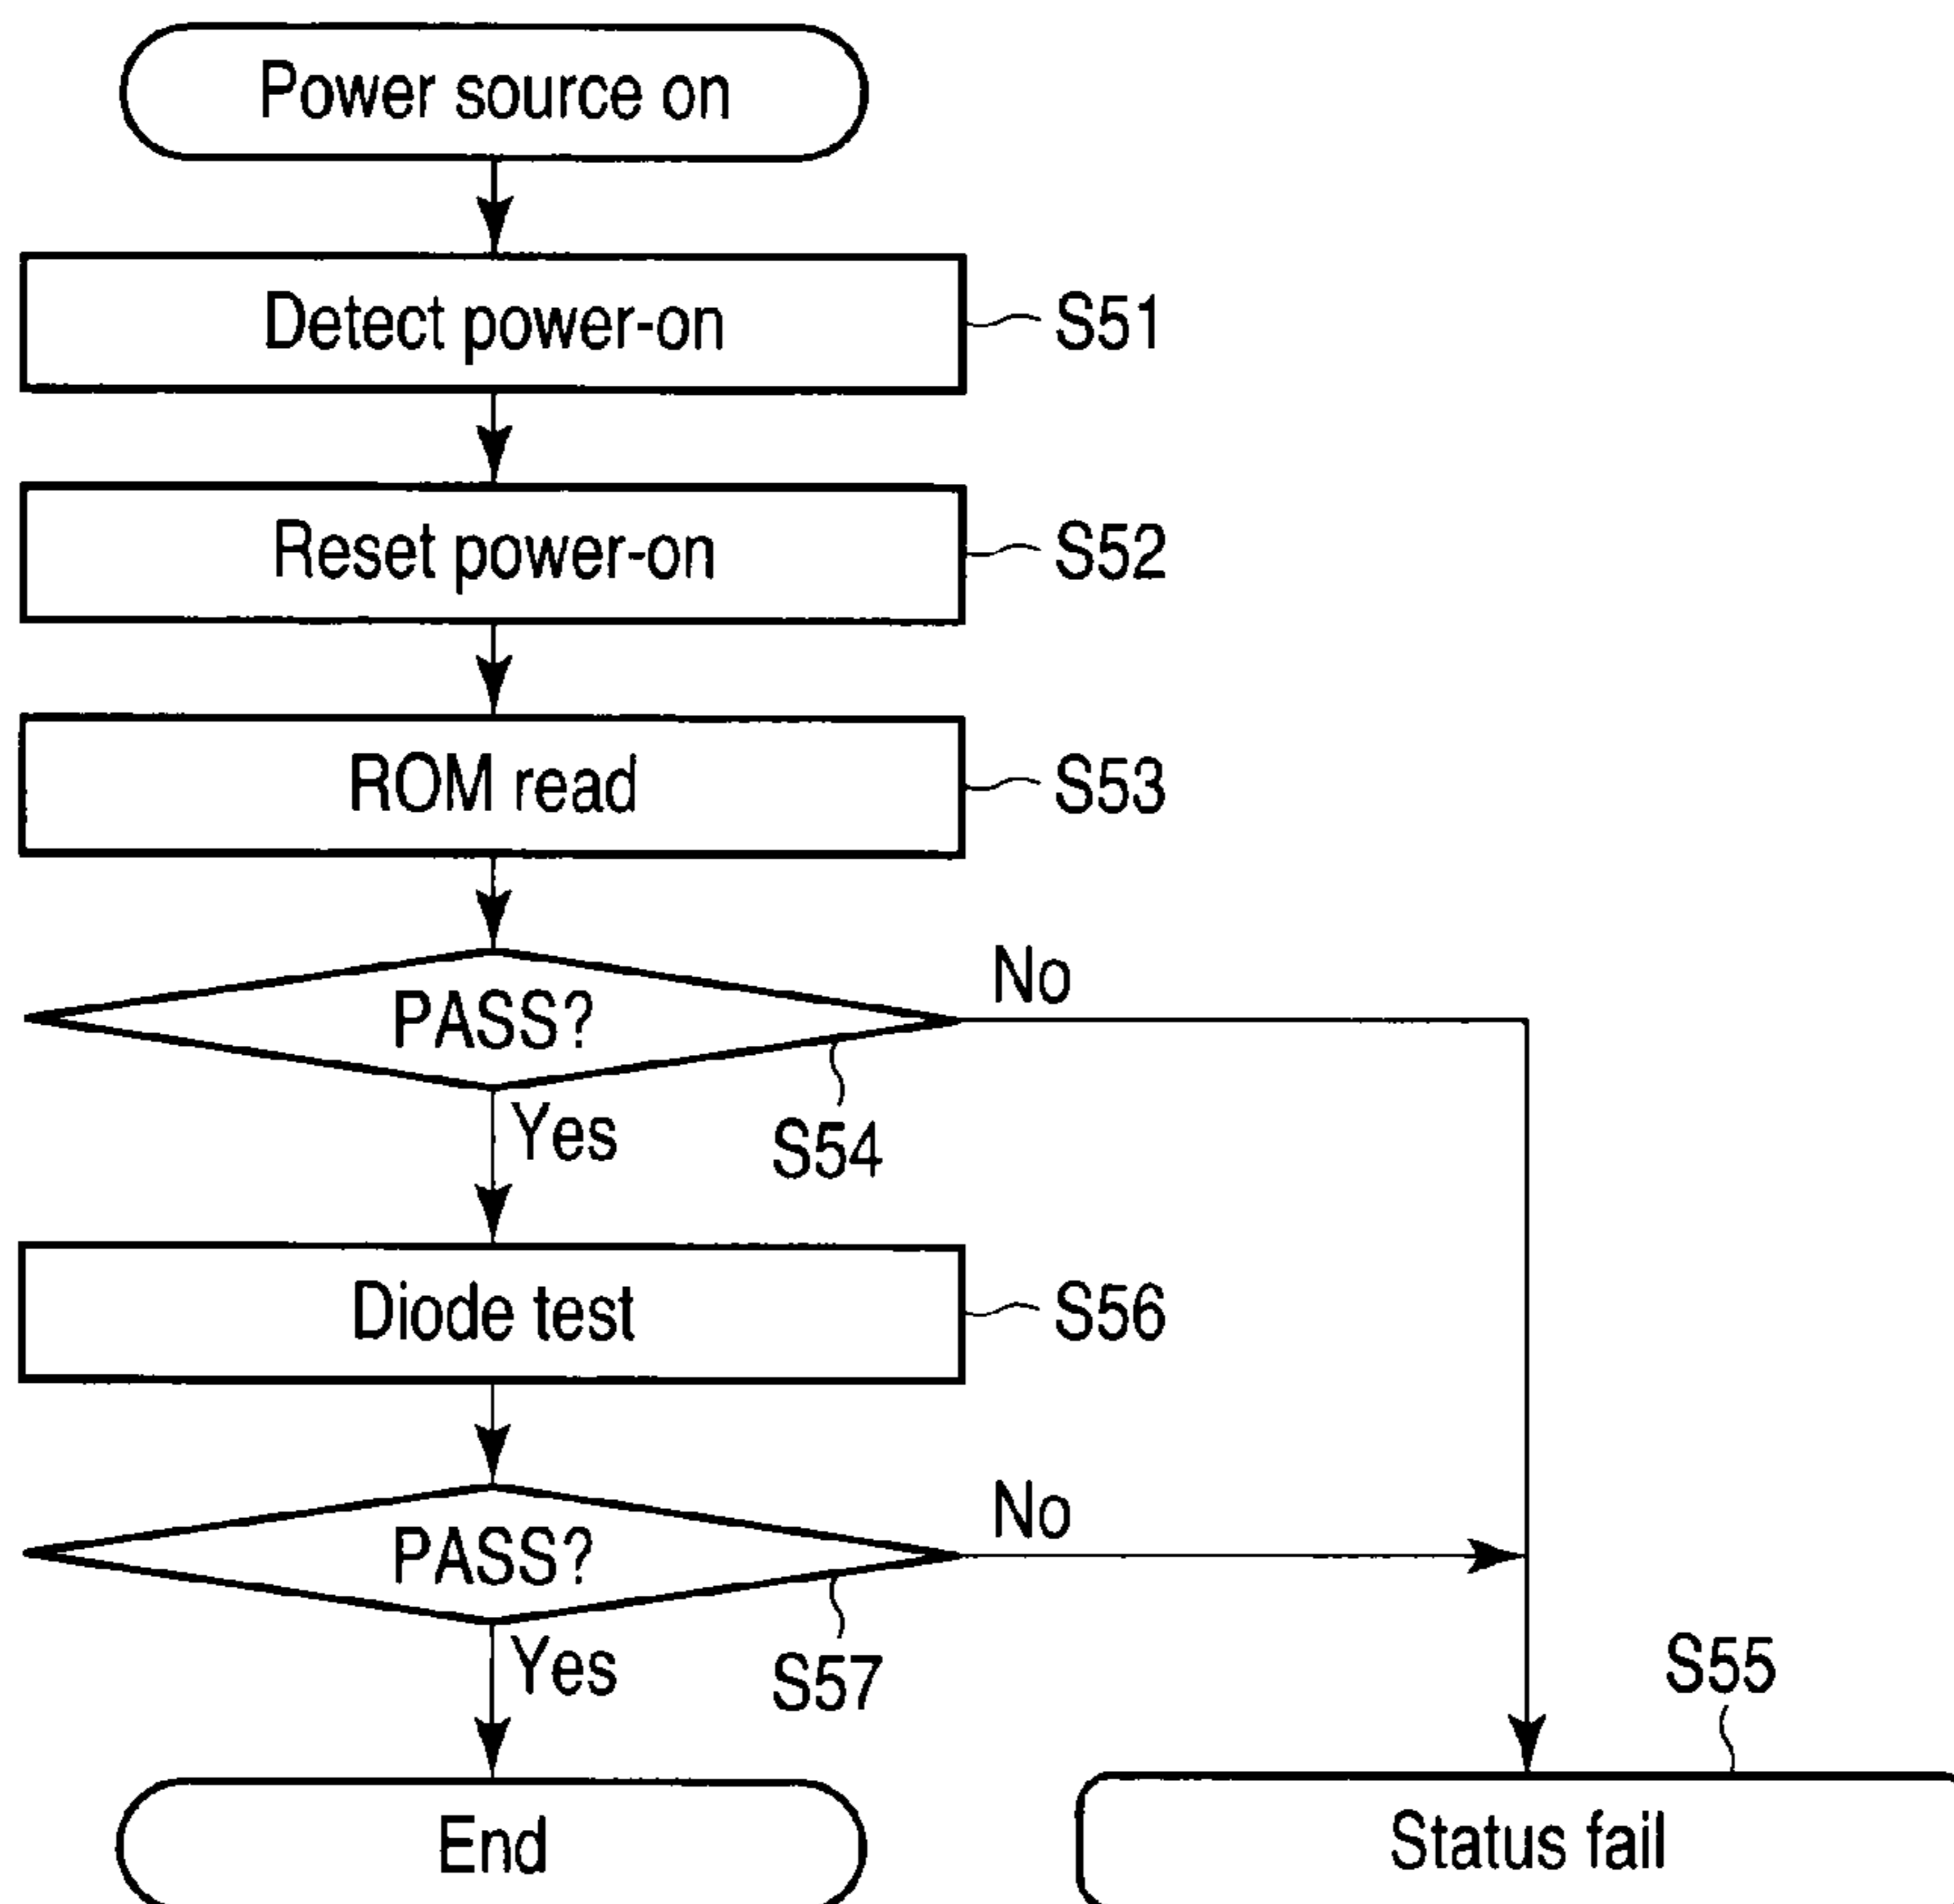 Power source on
Detect power-on
S51
Reset power-on
S52
ROM read
S53
PASS?
No
Yes
S54
Diode test
S56
PASS?
No
Yes
S57
S55
End
Status fail